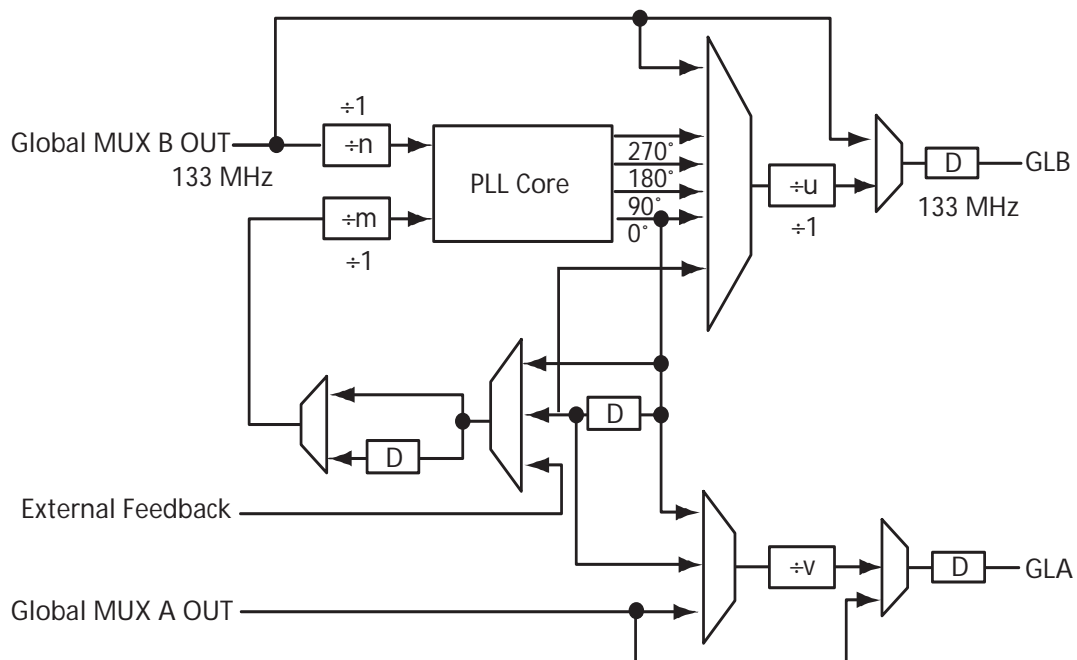 ÷1
Global MUX B OUT
÷n
133 MHz
PLL Core
270˚
180˚
90˚
0˚
÷u
÷1
D
GLB
133 MHz
÷m
÷1
D
D
External Feedback
÷v
D
GLA
Global MUX A OUT